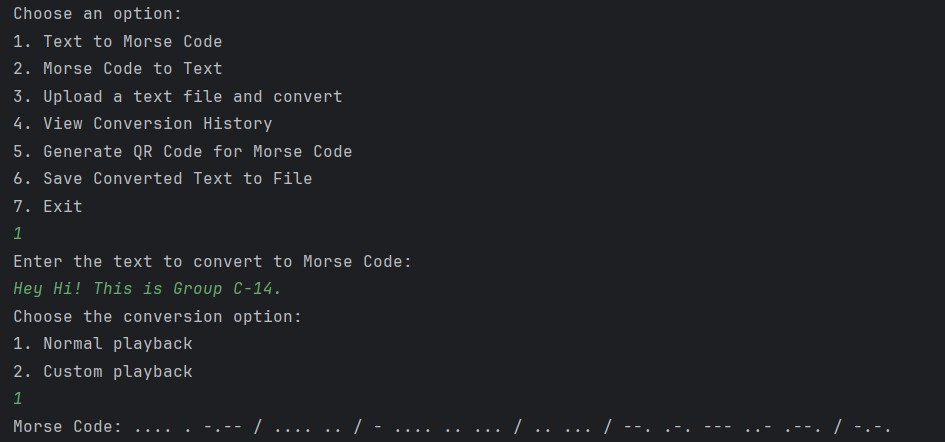 Choose an option:
1. Text to Morse Code
2. Morse Code to Text
3. Upload a text file and convert
4. View Conversion History
5. Generate QR Code for Morse Code
6. Save Converted Text to File
7. Exit
1
Enter the text to convert to Morse Code:
Hey Hi! This is Group C-14.
Choose the conversion option:
1. Normal playback
2. Custom playback
1
Morse Code: .... . -.-- / .... .. / - .... .. ... / .. ... / --. .-. --- ..- .--. / -.-.